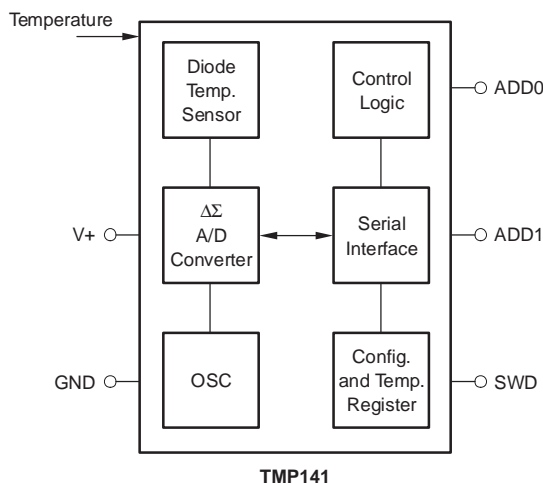 Temperature
Diode
Temp.
Sensor
Control
Logic
ADD0
V+
ΔΣ
A/D
Converter
Serial
Interface
ADD1
GND
OSC
Config.
and Temp.
Register
SWD
TMP141